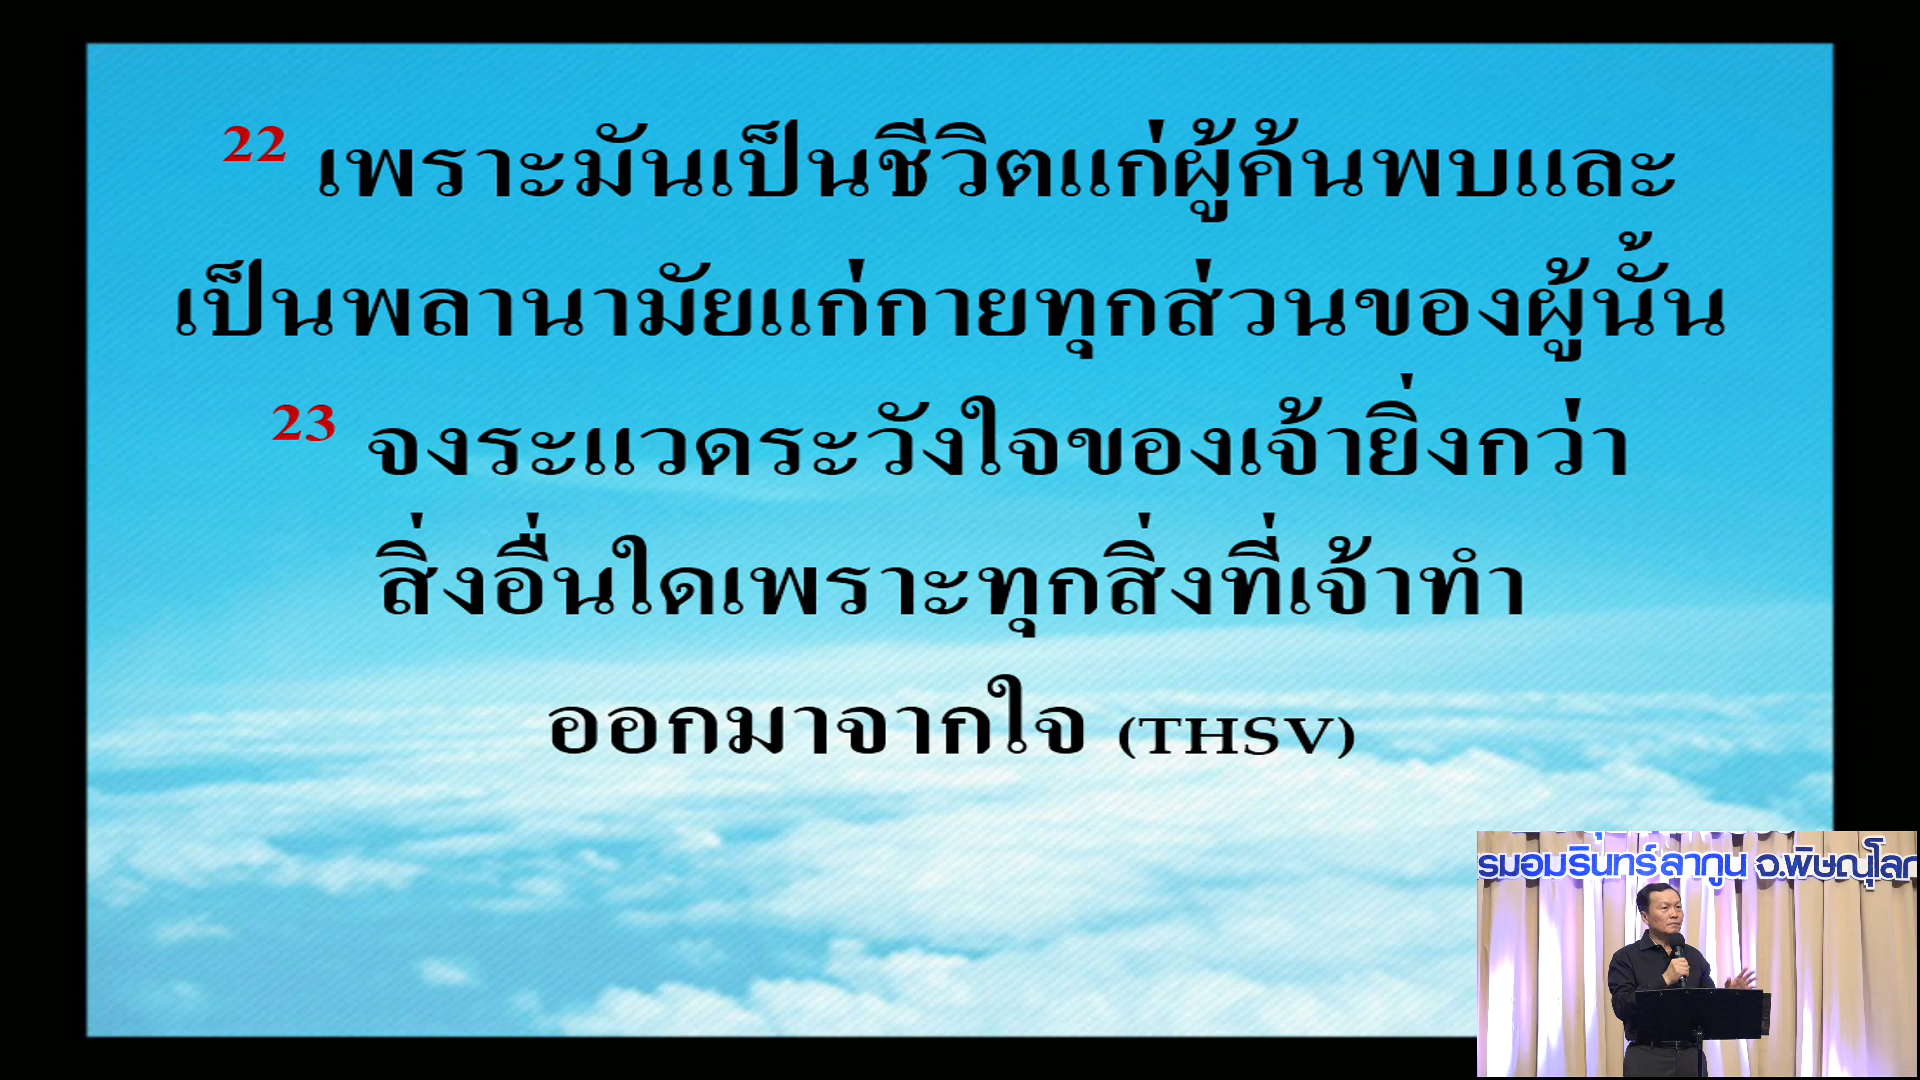 22 เพราะมันเป็นชีวิตแก่ผู้ค้นพบและ
เป็นพลานามัยแก่กายทุกส่วนของผู้นั้น
23 จงระแวดระวังใจของเจ้ายิ่งกว่า
สิ่งอื่นใดเพราะทุกสิ่งที่เจ้าทำ
ออกมาจากใจ (THSV)
รมอมรินทร์ลากูน จ.พิษณุโลก